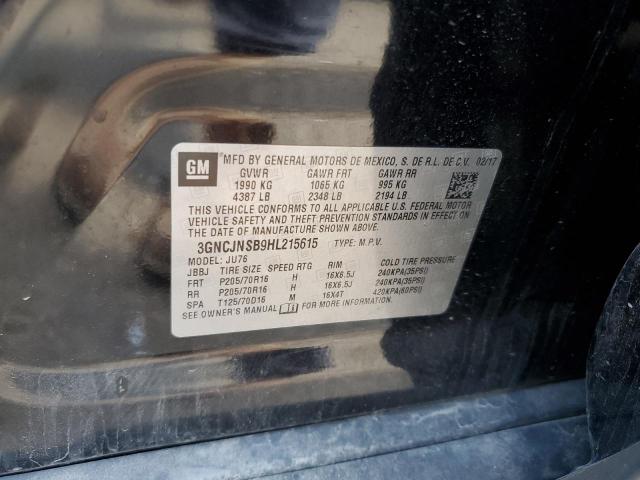 GM
MFD BY GENERAL MOTORS DE MEXICO, S. DE R.L. DE C.V. 02/17
GVWR GAWR FRT GAWR RR
1990 KG 1065 KG 995 KG
4387 LB 2348 LB 2194 LB
THIS VEHICLE CONFORMS TO ALL APPLICABLE U.S. FEDERAL MOTOR
VEHICLE SAFETY AND THEFT PREVENTION STANDARDS IN EFFECT ON THE
DATE OF MANUFACTURE SHOWN ABOVE.
3GNCJNSB9HL215615 TYPE: M.P.V.
MODEL: JU76
JBBJ TIRE SIZE SPEED RTG RIM COLD TIRE PRESSURE
FRT P205/70R16 H 16X6.5J 240KPA(35PSI)
RR P205/70R16 H 16X6.5J 240KPA(35PSI)
SPA T125/70D16 M 16X4T 420KPA(60PSI)
SEE OWNER'S MANUAL FOR MORE INFORMATION.